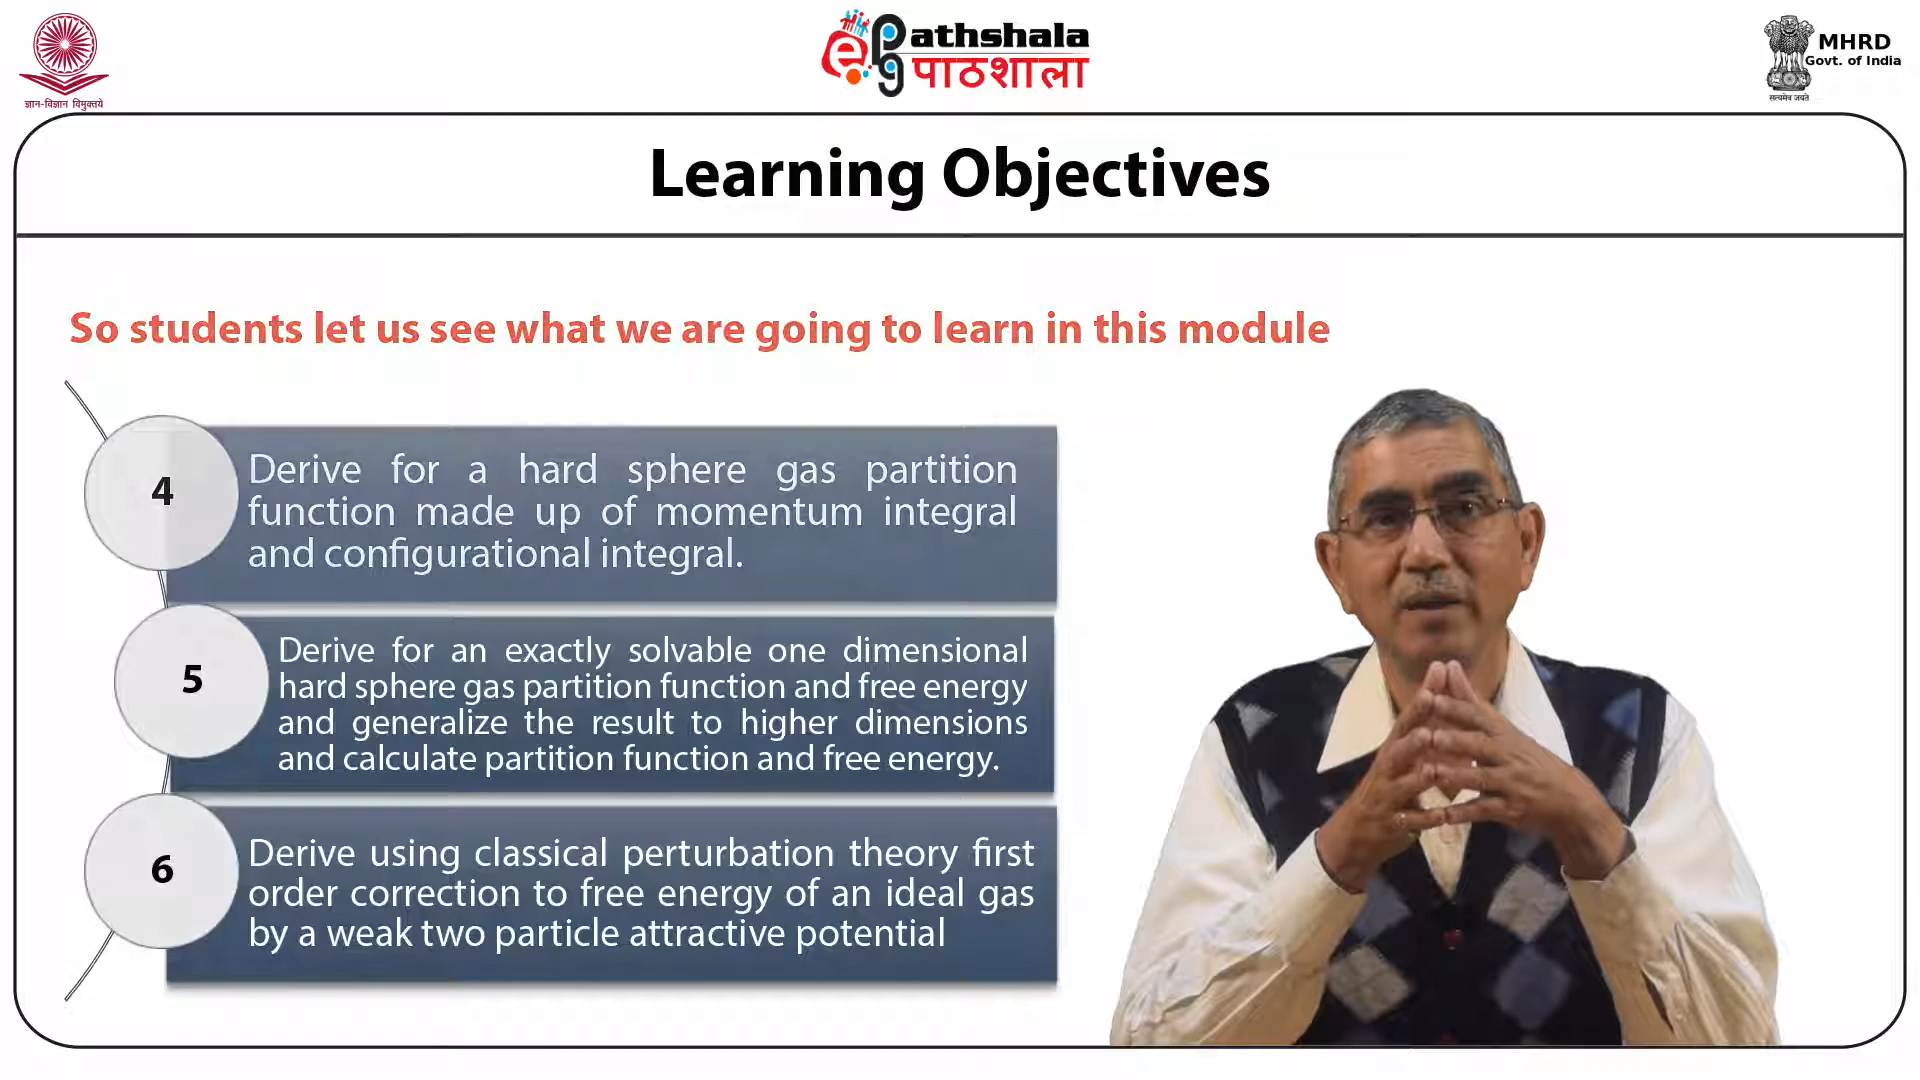 ज्ञान-विज्ञान विमुक्तये
ePathshala
पाठशाला
MHRD
Govt. of India
सत्यमेव जयते
Learning Objectives
So students let us see what we are going to learn in this module
4
Derive for a hard sphere gas partition
function made up of momentum integral
and configurational integral.
5
Derive for an exactly solvable one dimensional
hard sphere gas partition function and free energy
and generalize the result to higher dimensions
and calculate partition function and free energy.
6
Derive using classical perturbation theory first
order correction to free energy of an ideal gas
by a weak two particle attractive potential